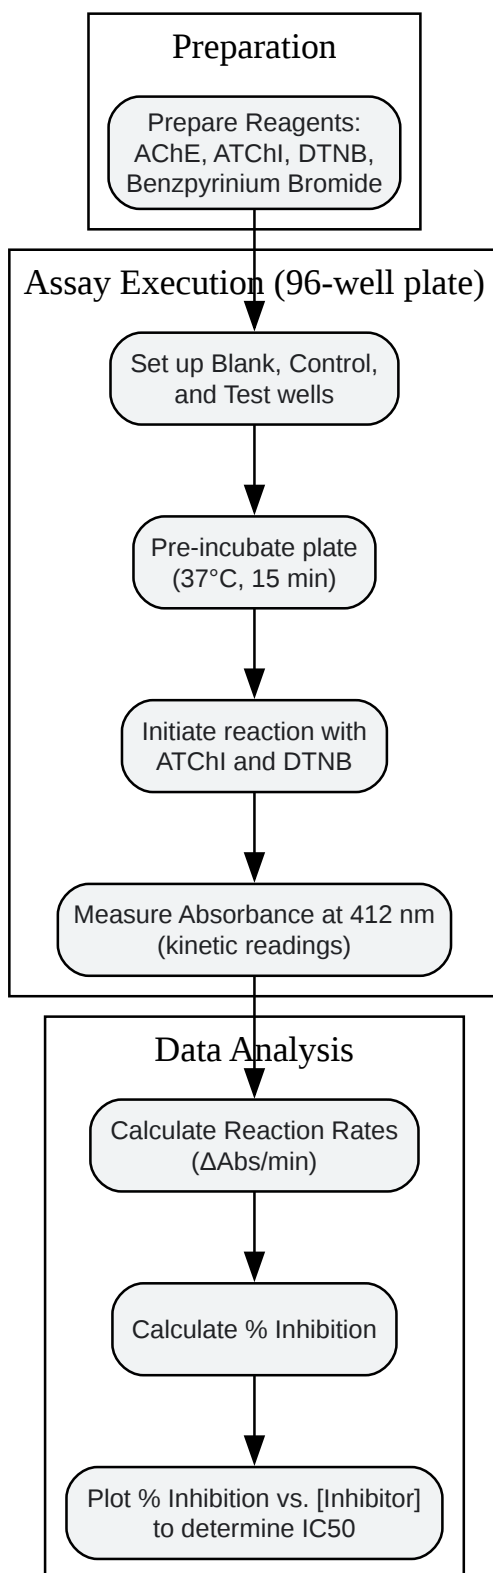 Preparation
Prepare Reagents:
AChE, ATChI, DTNB,
Benzpyrinium Bromide
Assay Execution (96-well plate)
Set up Blank, Control,
and Test wells
Pre-incubate plate
(37°C, 15 min)
Initiate reaction with
ATChI and DTNB
Measure Absorbance at 412 nm
(kinetic readings)
Data Analysis
Calculate Reaction Rates
(ΔAbs/min)
Calculate % Inhibition
Plot % Inhibition vs. [Inhibitor]
to determine IC50